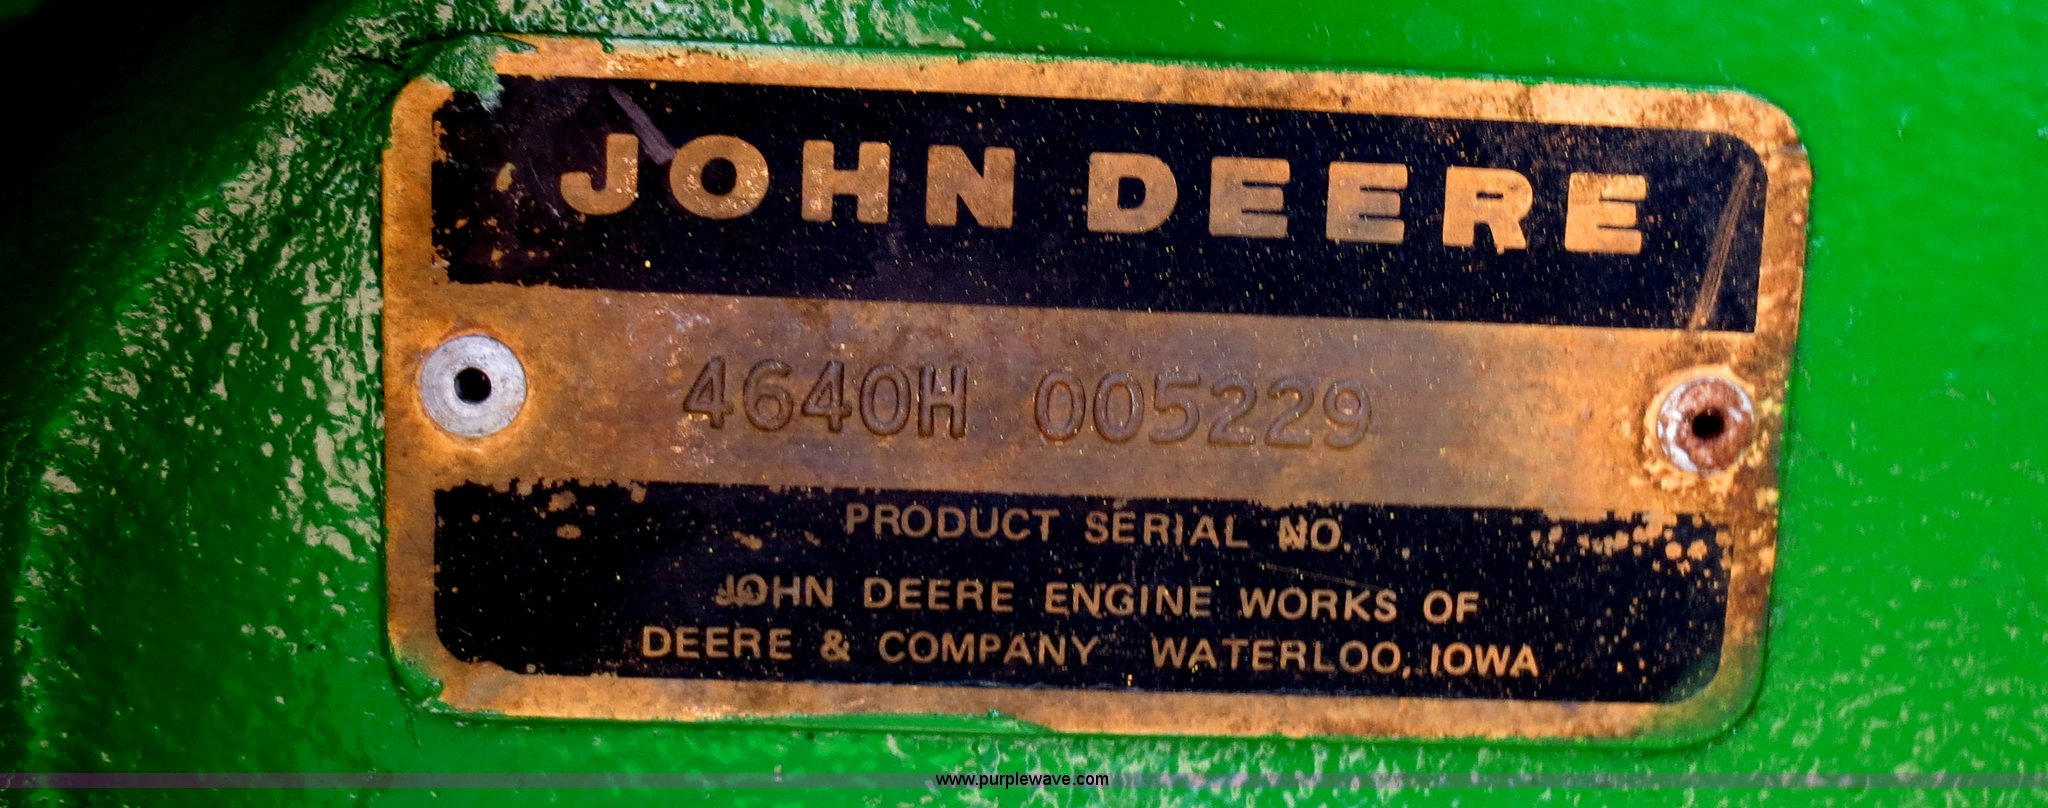 JOHN DEERE
4640H 005229
PRODUCT SERIAL NO.
JOHN DEERE ENGINE WORKS OF
DEERE & COMPANY WATERLOO, IOWA
www.purplewave.com